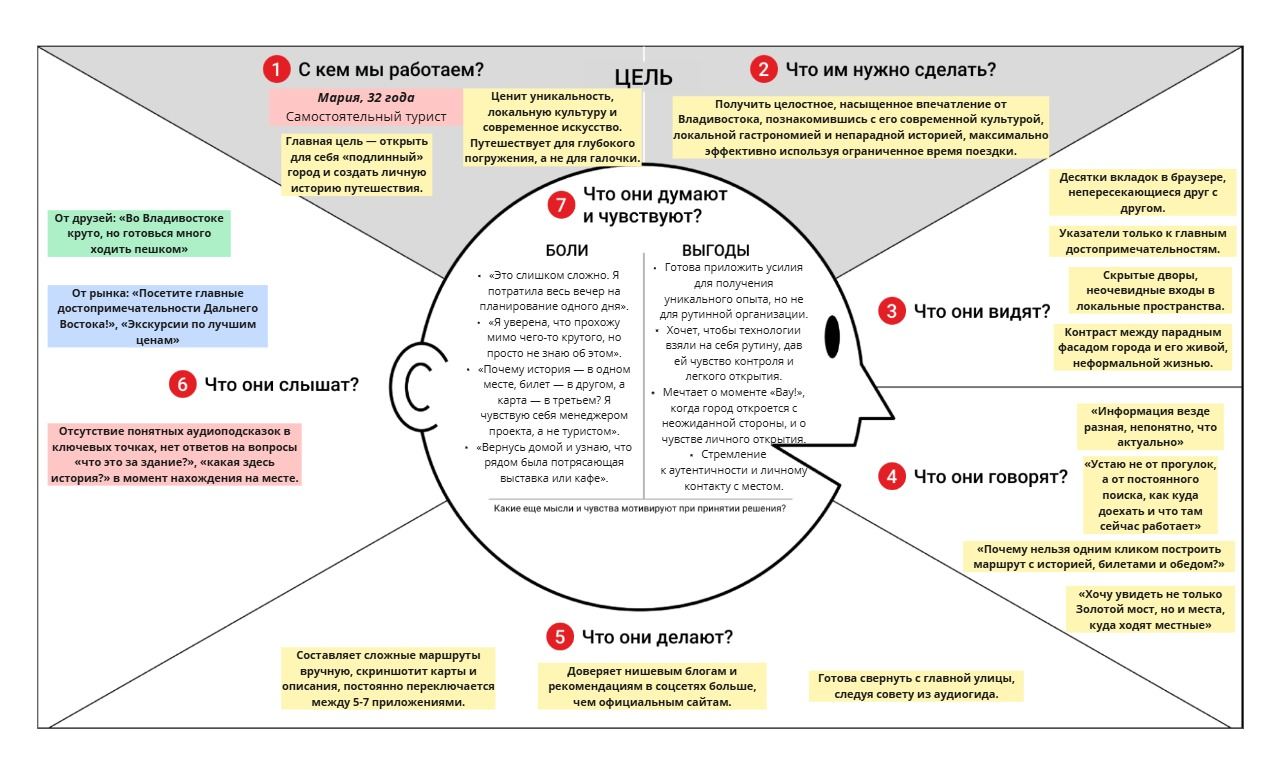 ЦЕЛЬ
1 С кем мы работаем?
Мария, 32 года
Самостоятельный турист
Главная цель — открыть
для себя «подлинный»
город и создать личную
историю путешествия.
Ценит уникальность,
локальную культуру и
современное искусство.
Путешествует для глубокого
погружения, а не для галочки.
2 Что им нужно сделать?
Получить целостное, насыщенное впечатление от
Владивостока, познакомившись с его современной культурой,
локальной гастрономией и непарадной историей, максимально
эффективно используя ограниченное время поездки.
3 Что они видят?
Десятки вкладок в браузере,
непересекающиеся друг с
другом.
Указатели только к главным
достопримечательностям.
Скрытые дворы,
неочевидные входы в
локальные пространства.
Контраст между парадным
фасадом города и его живой,
неформальной жизнью.
4 Что они говорят?
«Информация везде
разная, непонятно, что
актуально»
«Устаю не от прогулок,
а от постоянного
поиска, как куда
доехать и что там
сейчас работает»
«Почему нельзя одним кликом построить
маршрут с историей, билетами и обедом?»
«Хочу увидеть не только
Золотой мост, но и места,
куда ходят местные»
5 Что они делают?
Составляет сложные маршруты
вручную, скриншотит карты и
описания, постоянно переключается
между 5-7 приложениями.
Доверяет нишевым блогам и
рекомендациям в соцсетях больше,
чем официальным сайтам.
Готова свернуть с главной улицы,
следуя совету из аудиогида.
6 Что они слышат?
От друзей: «Во Владивостоке
круто, но готовься много
ходить пешком»
От рынка: «Посетите главные
достопримечательности Дальнего
Востока!», «Экскурсии по лучшим
ценам»
Отсутствие понятных аудиоподсказок в
ключевых точках, нет ответов на вопросы
«что это за здание?», «какая здесь
история?» в момент нахождения на месте.
7 Что они думают
и чувствуют?
БОЛИ
• «Это слишком сложно. Я
потратила весь вечер на
планирование одного дня».
• «Я уверена, что прохожу
мимо чего-то крутого, но
просто не знаю об этом».
• «Почему история — в одном
месте, билет — в другом, а
карта — в третьем? Я
чувствую себя менеджером
проекта, а не туристом».
• «Вернусь домой и узнаю, что
рядом была потрясающая
выставка или кафе».
ВЫГОДЫ
• Готова приложить усилия
для получения
уникального опыта, но не
для рутинной организации.
• Хочет, чтобы технологии
взяли на себя рутину, дав
ей чувство контроля и
легкого открытия.
• Мечтает о моменте «Вау!»,
когда город откроется с
неожиданной стороны, и о
чувстве личного открытия.
• Стремление
к аутентичности и личному
контакту с местом.
Какие еще мысли и чувства мотивируют при принятии решения?